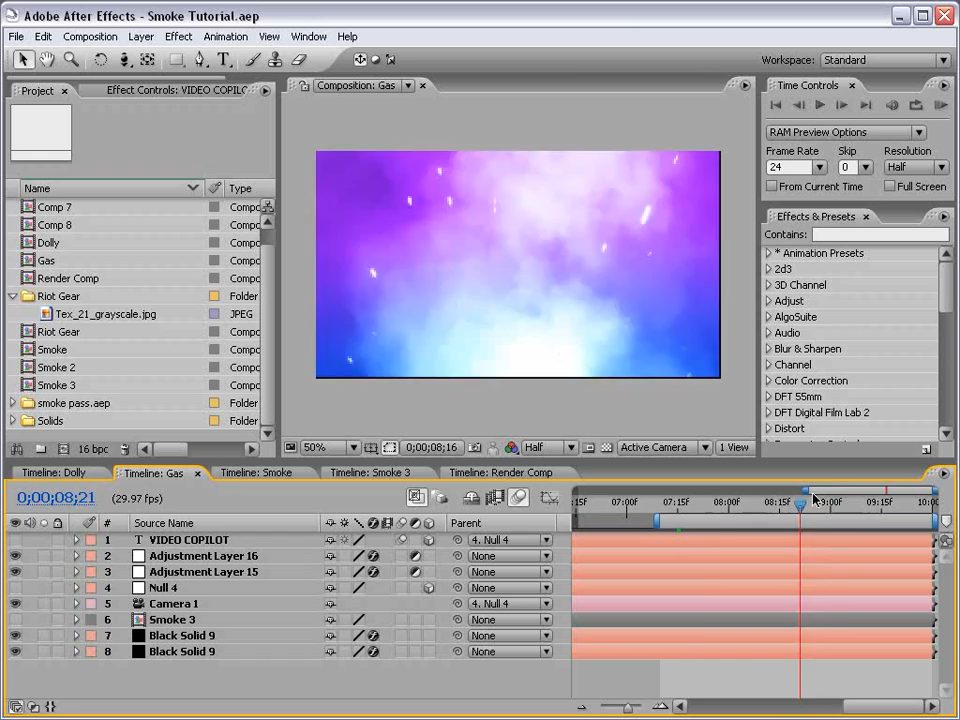 Adobe After Effects - Smoke Tutorial.aep
File Edit Composition Layer Effect Animation View Window Help
Workspace: Standard
Project Effect Controls: VIDEO COPILO
Composition: Gas
Time Controls
RAM Preview Options
Frame Rate Skip Resolution
24 0 Half
From Current Time Full Screen
Name Type
Comp 7 Compo
Comp 8 Compo
Dolly Compo
Gas Compo
Render Comp Compo
Riot Gear Folder
Tex_21_grayscale.jpg JPEG
Riot Gear Compo
Smoke Compo
Smoke 2 Compo
Smoke 3 Compo
smoke pass.aep Folder
Solids Folder
16 bpc
Effects & Presets
Contains:
* Animation Presets
2d3
3D Channel
Adjust
AlgoSuite
Audio
Blur & Sharpen
Channel
Color Correction
DFT 55mm
DFT Digital Film Lab 2
Distort
50% 0;00;08;16 Half Active Camera 1 View
Timeline: Dolly Timeline: Gas Timeline: Smoke Timeline: Smoke 3 Timeline: Render Comp
0;00;08;21 (29.97 fps)
:15F 07:00F 07:15F 08:00F 08:15F 09:00F 09:15F 10:00
# Source Name Parent
1 T VIDEO COPILOT 4. Null 4
2 Adjustment Layer 16 None
3 Adjustment Layer 15 None
4 Null 4 None
5 Camera 1 4. Null 4
6 Smoke 3 None
7 Black Solid 9 None
8 Black Solid 9 None